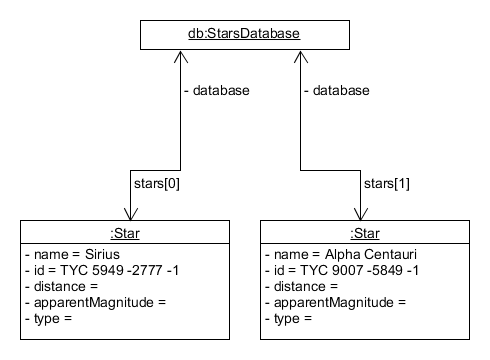 db:StarsDatabase
- database
- database
stars[0]
stars[1]
:Star
- name = Sirius
- id = TYC 5949 -2777 -1
- distance =
- apparentMagnitude =
- type =
:Star
- name = Alpha Centauri
- id = TYC 9007 -5849 -1
- distance =
- apparentMagnitude =
- type =